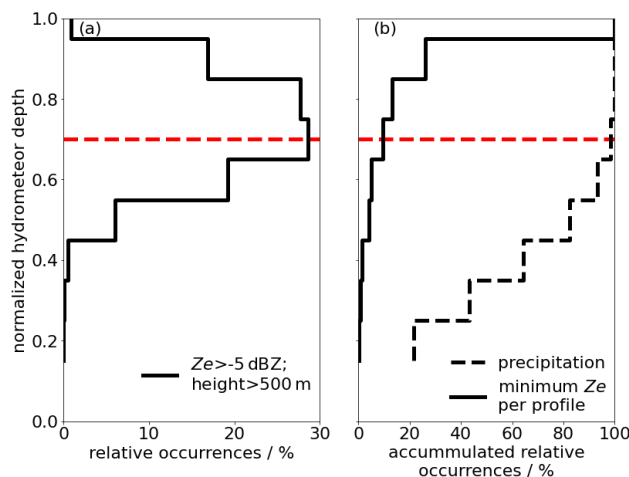 (a)
(b)
normalized hydrometeor depth
1.0
0.8
0.6
0.4
0.2
0.0
Ze>-5 dBZ;
height>500 m
precipitation
minimum Ze
per profile
0 10 20 30
0 20 40 60 80 100
relative occurrences / %
accumulated relative
occurrences / %